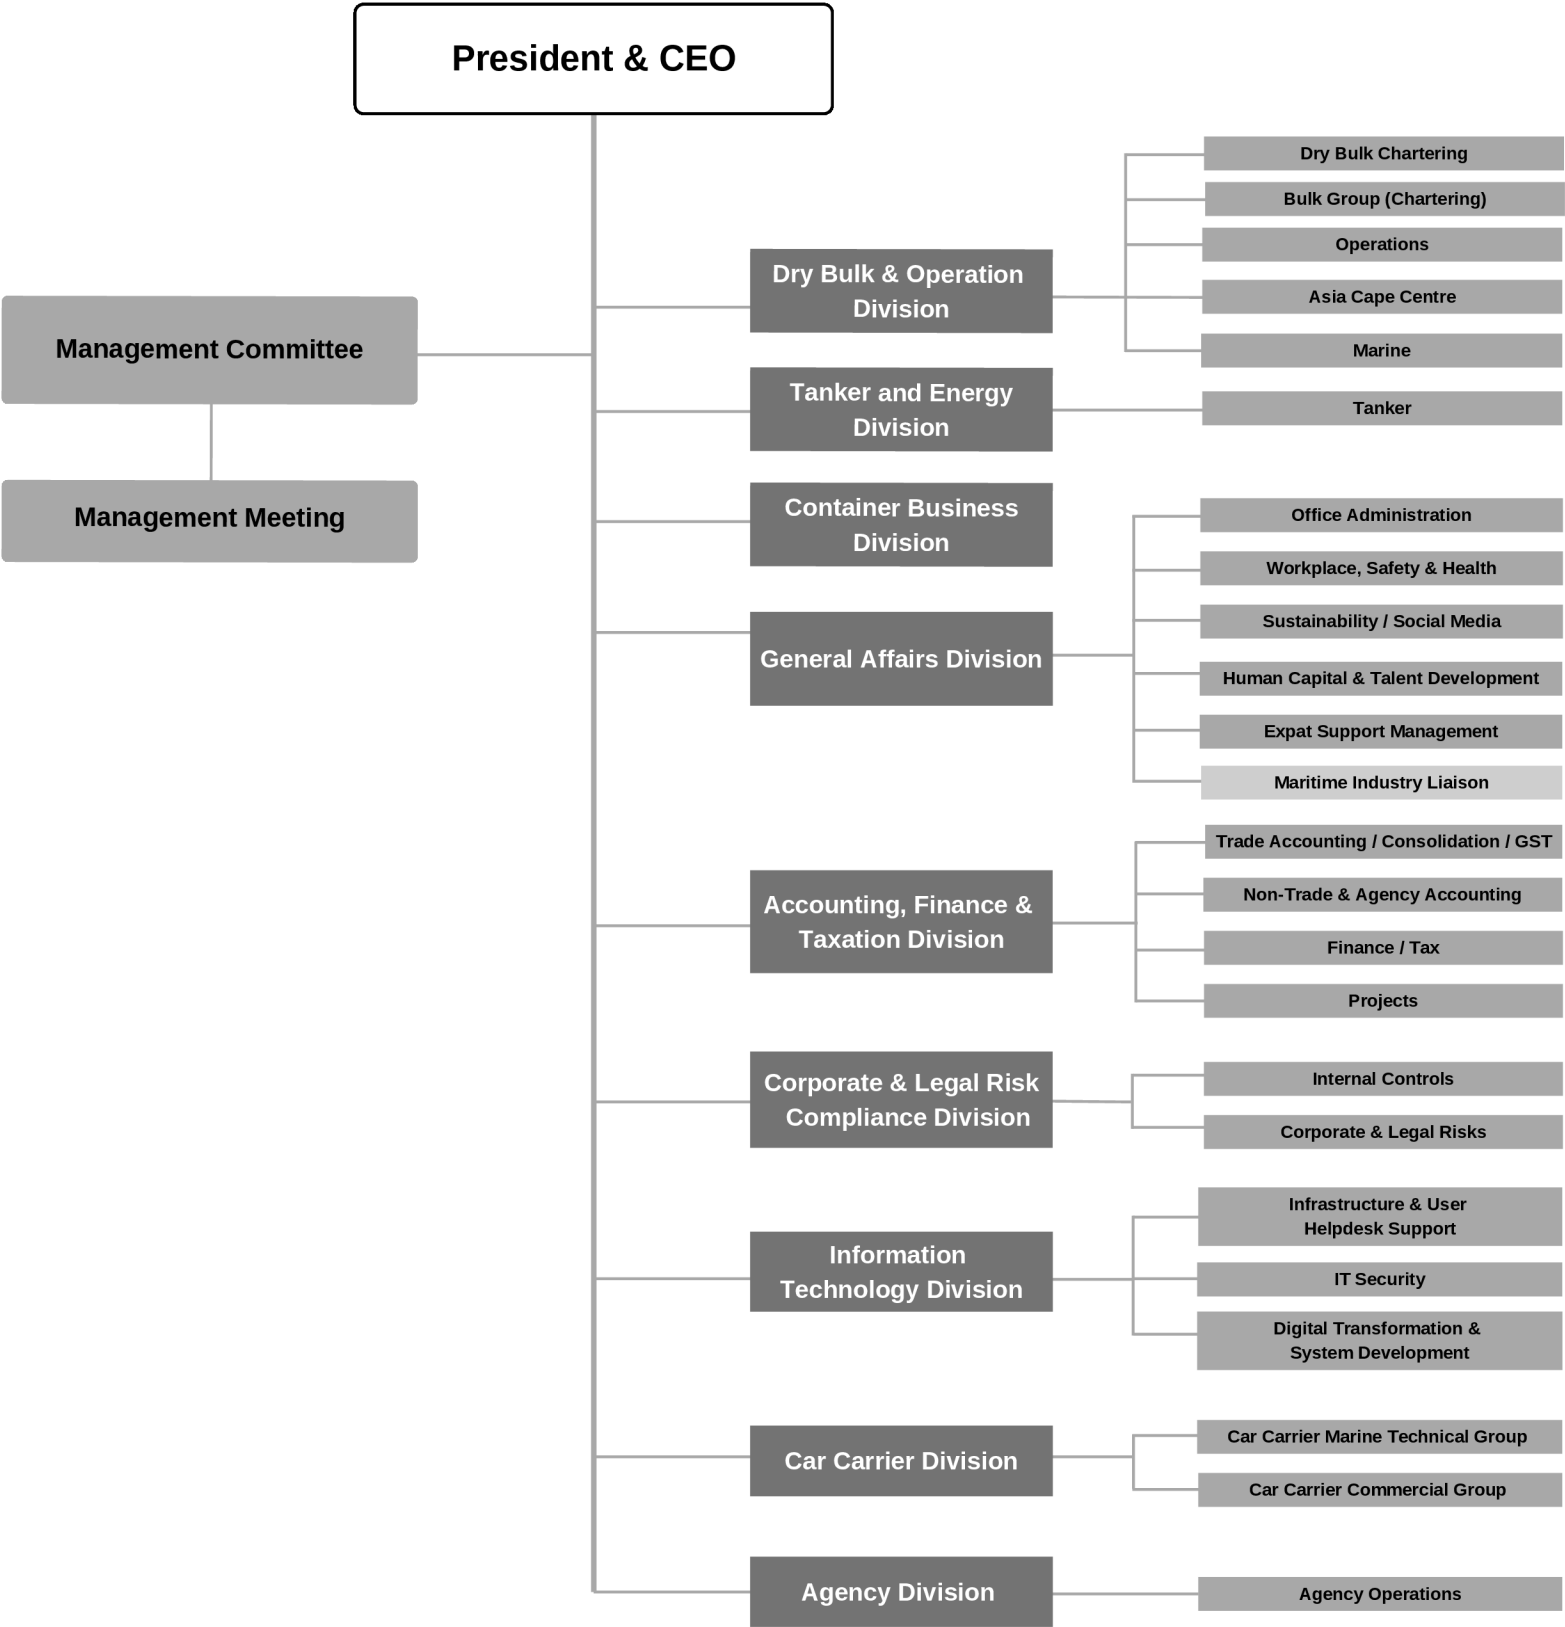 President & CEO
Management Committee
Management Meeting
Dry Bulk & Operation
Division
Dry Bulk Chartering
Bulk Group (Chartering)
Operations
Asia Cape Centre
Marine
Tanker and Energy
Division
Tanker
Container Business
Division
General Affairs Division
Office Administration
Workplace, Safety & Health
Sustainability / Social Media
Human Capital & Talent Development
Expat Support Management
Maritime Industry Liaison
Accounting, Finance &
Taxation Division
Trade Accounting / Consolidation / GST
Non-Trade & Agency Accounting
Finance / Tax
Projects
Corporate & Legal Risk
Compliance Division
Internal Controls
Corporate & Legal Risks
Information
Technology Division
Infrastructure & User
Helpdesk Support
IT Security
Digital Transformation &
System Development
Car Carrier Division
Car Carrier Marine Technical Group
Car Carrier Commercial Group
Agency Division
Agency Operations